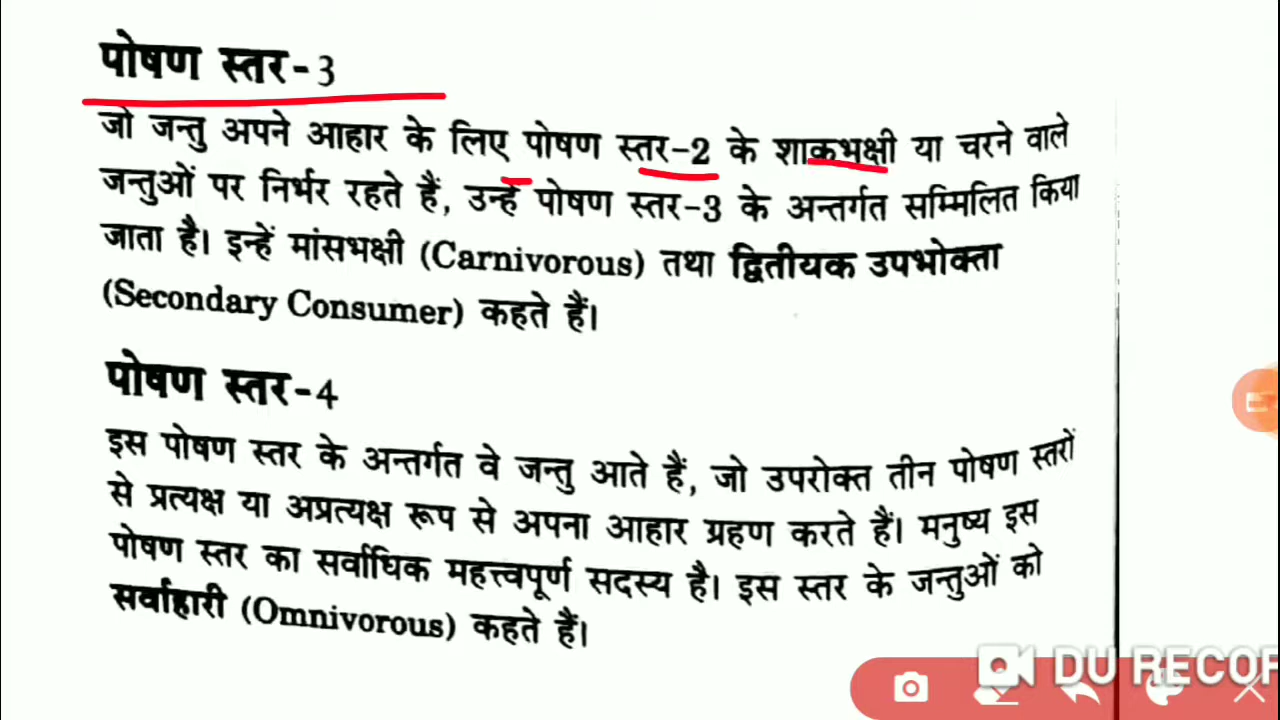 पोषण स्तर-3
जो जन्तु अपने आहार के लिए पोषण स्तर-2 के शाकभक्षी या चरने वाले
जन्तुओं पर निर्भर रहते हैं, उन्हें पोषण स्तर-3 के अन्तर्गत सम्मिलित किया
जाता है। इन्हें मांसभक्षी (Carnivorous) तथा द्वितीयक उपभोक्ता
(Secondary Consumer) कहते हैं।
पोषण स्तर-4
इस पोषण स्तर के अन्तर्गत वे जन्तु आते हैं, जो उपरोक्त तीन पोषण स्तरों
से प्रत्यक्ष या अप्रत्यक्ष रूप से अपना आहार ग्रहण करते हैं। मनुष्य इस
पोषण स्तर का सर्वाधिक महत्त्वपूर्ण सदस्य है। इस स्तर के जन्तुओं को
सर्वाहारी (Omnivorous) कहते हैं।
DU RECOR